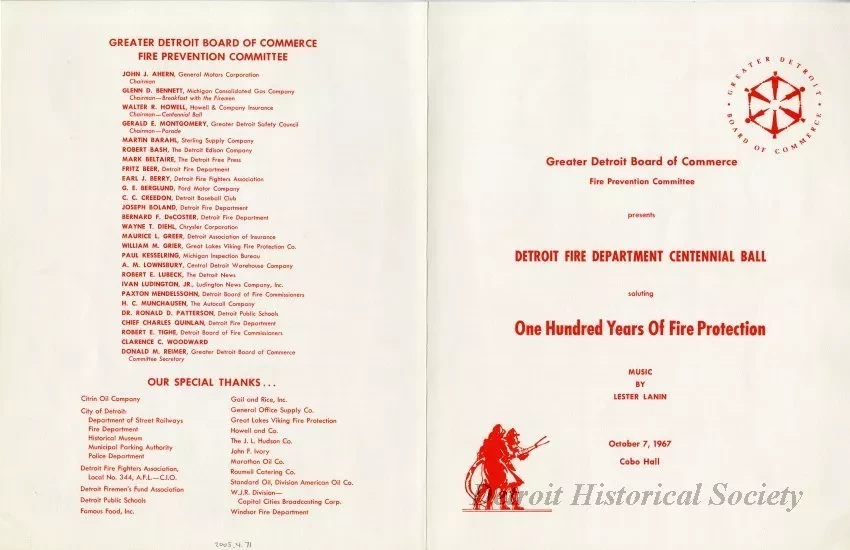 GREATER DETROIT BOARD OF COMMERCE
FIRE PREVENTION COMMITTEE
JOHN J. AHERN, General Motors Corporation
Chairman
GLENN D. BENNETT, Michigan Consolidated Gas Company
Chairman—Breakfast with the Firemen
WALTER R. HOWELL, Howell & Company Insurance
Chairman—Centennial Ball
GERALD E. MONTGOMERY, Greater Detroit Safety Council
Chairman—Parade
MARTIN BARAHL, Sterling Supply Company
ROBERT BASH, The Detroit Edison Company
MARK BELTAIRE, The Detroit Free Press
FRITZ BEER, Detroit Fire Department
EARL J. BERRY, Detroit Fire Fighters Association
G. E. BERGLUND, Ford Motor Company
C. C. CREEDON, Detroit Baseball Club
JOSEPH BOLAND, Detroit Fire Department
BERNARD F. DeCOSTER, Detroit Fire Department
WAYNE T. DIEHL, Chrysler Corporation
MAURICE L. GREER, Detroit Association of Insurance
WILLIAM M. GRIER, Great Lakes Viking Fire Protection Co.
PAUL KESSELRING, Michigan Inspection Bureau
A. M. LOWNSBURY, Central Detroit Warehouse Company
ROBERT E. LUBECK, The Detroit News
IVAN LUDINGTON, JR., Ludington News Company, Inc.
PAXTON MENDELSSOHN, Detroit Board of Fire Commissioners
H. C. MUNCHAUSEN, The Autocall Company
DR. RONALD D. PATTERSON, Detroit Public Schools
CHIEF CHARLES QUINLAN, Detroit Fire Department
ROBERT E. TIGHE, Detroit Board of Fire Commissioners
CLARENCE C. WOODWARD
DONALD M. REIMER, Greater Detroit Board of Commerce
Committee Secretary
OUR SPECIAL THANKS . . .
Citrin Oil Company
City of Detroit:
Department of Street Railways
Fire Department
Historical Museum
Municipal Parking Authority
Police Department
Detroit Fire Fighters Association,
Local No. 344, A.F.L.—C.I.O.
Detroit Firemen's Fund Association
Detroit Public Schools
Famous Food, Inc.
Gail and Rice, Inc.
General Office Supply Co.
Great Lakes Viking Fire Protection
Howell and Co.
The J. L. Hudson Co.
John F. Ivory
Marathon Oil Co.
Rosmell Catering Co.
Standard Oil, Division American Oil Co.
W.J.R. Division—
Capitol Cities Broadcasting Corp.
Windsor Fire Department
2005.4.71
GREATER DETROIT
BOARD OF COMMERCE
Greater Detroit Board of Commerce
Fire Prevention Committee
presents
DETROIT FIRE DEPARTMENT CENTENNIAL BALL
saluting
One Hundred Years Of Fire Protection
MUSIC
BY
LESTER LANIN
October 7, 1967
Cobo Hall
Detroit Historical Society